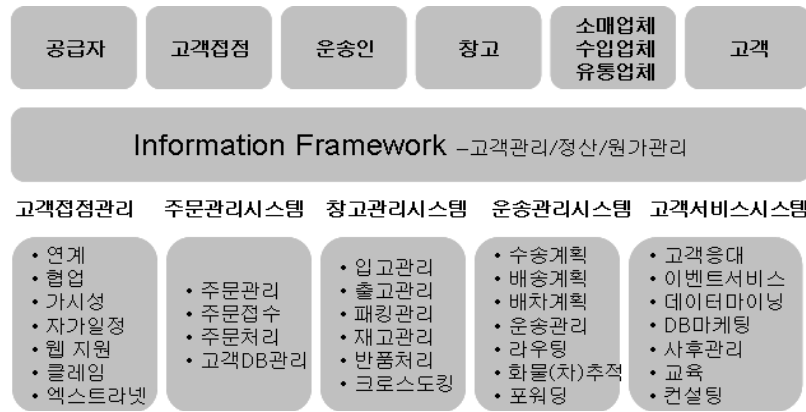 공급자
고객접점
운송인
창고
소매업체
수입업체
유통업체
고객
Information Framework –고객관리/정산/원가관리
고객접점관리
• 연계
• 협업
• 가시성
• 자가일정
• 웹 지원
• 클레임
• 엑스트라넷
주문관리시스템
• 주문관리
• 주문접수
• 주문처리
• 고객DB관리
창고관리시스템
• 입고관리
• 출고관리
• 패킹관리
• 재고관리
• 반품처리
• 크로스도킹
운송관리시스템
• 수송계획
• 배송계획
• 배차계획
• 운송관리
• 라우팅
• 화물(차)추적
• 포워딩
고객서비스시스템
• 고객응대
• 이벤트서비스
• 데이터마이닝
• DB마케팅
• 사후관리
• 교육
• 컨설팅